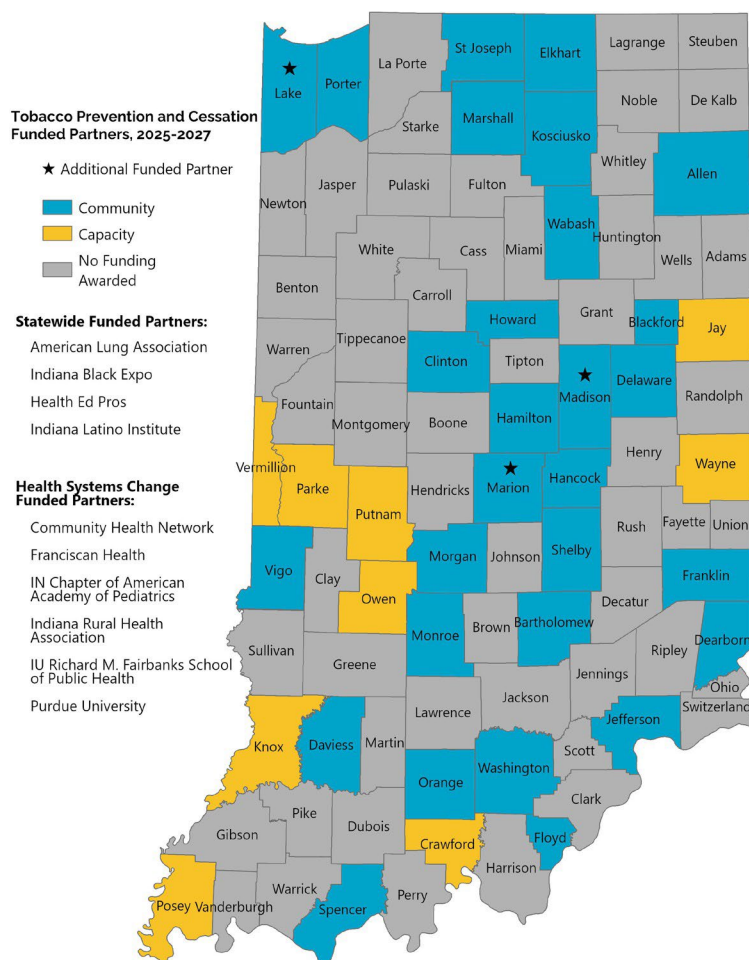 Tobacco Prevention and Cessation
Funded Partners, 2025-2027
Additional Funded Partner
Community
Capacity
No Funding
Awarded
Statewide Funded Partners:
American Lung Association
Indiana Black Expo
Health Ed Pros
Indiana Latino Institute
Health Systems Change
Funded Partners:
Community Health Network
Franciscan Health
IN Chapter of American
Academy of Pediatrics
Indiana Rural Health
Association
IU Richard M. Fairbanks School
of Public Health
Purdue University
Lake
Porter
La Porte
St Joseph
Elkhart
Lagrange
Steuben
Noble
De Kalb
Starke
Marshall
Kosciusko
Whitley
Allen
Newton
Jasper
Pulaski
Fulton
Wabash
Huntington
Wells
Adams
White
Cass
Miami
Benton
Carroll
Howard
Grant
Blackford
Jay
Warren
Tippecanoe
Clinton
Tipton
Madison
Delaware
Randolph
Fountain
Montgomery
Boone
Hamilton
Henry
Wayne
Vermillion
Parke
Putnam
Hendricks
Marion
Hancock
Rush
Fayette
Union
Vigo
Clay
Owen
Morgan
Johnson
Shelby
Franklin
Decatur
Sullivan
Greene
Monroe
Brown
Bartholomew
Jennings
Ripley
Dearborn
Ohio
Switzerland
Knox
Daviess
Martin
Lawrence
Jackson
Jefferson
Scott
Orange
Washington
Clark
Gibson
Pike
Dubois
Crawford
Floyd
Harrison
Posey
Vanderburgh
Warrick
Spencer
Perry